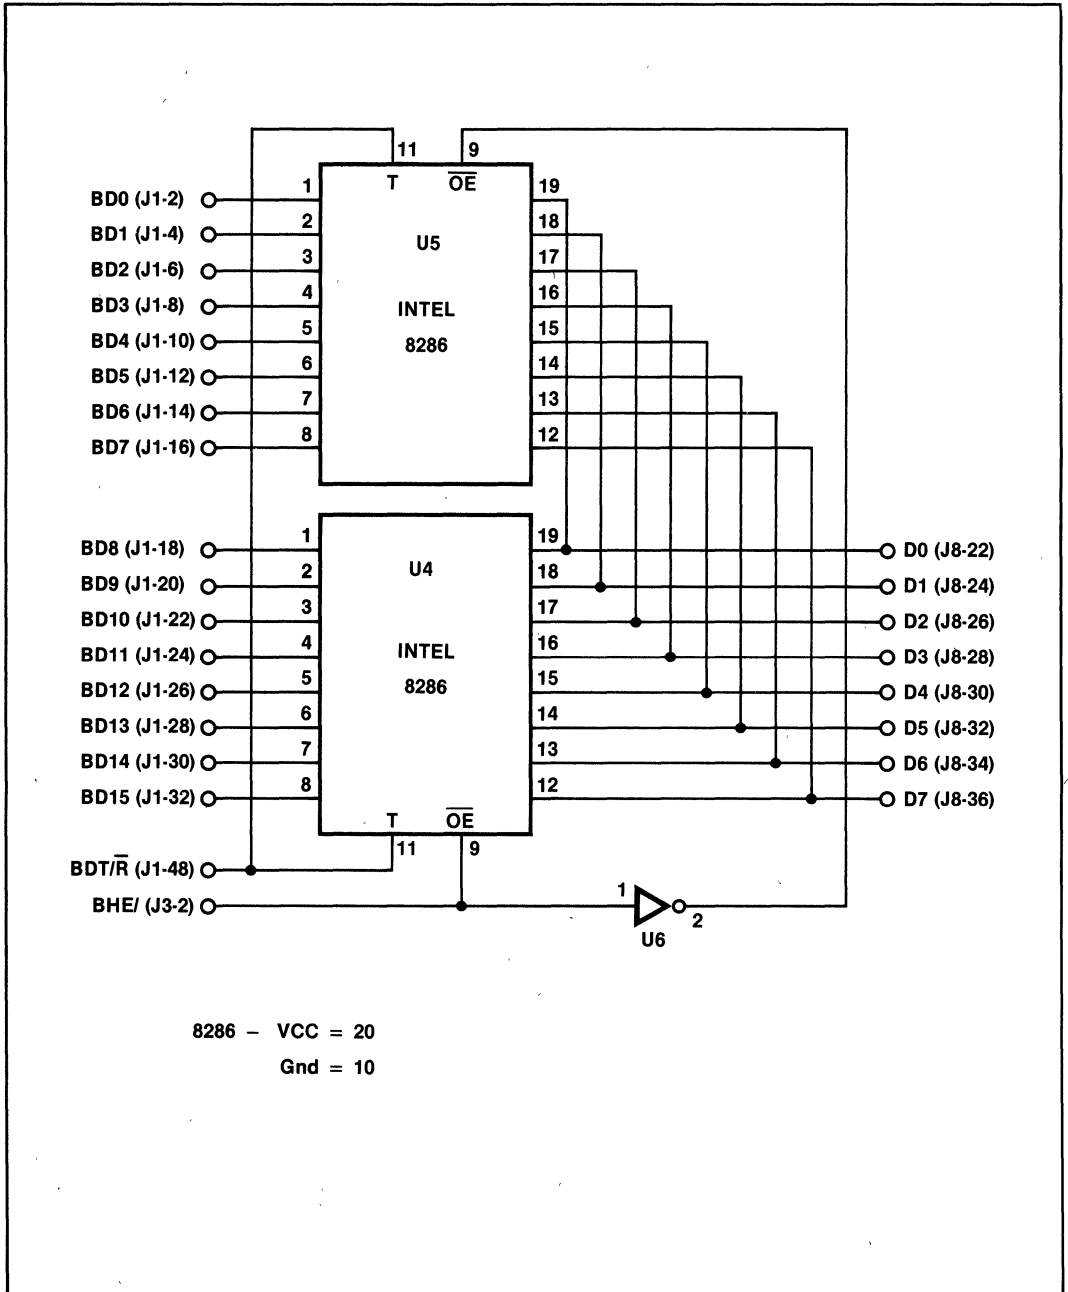 11 9
T OE
BD0 (J1-2) 1 19
BD1 (J1-4) 2 18
U5
BD2 (J1-6) 3 17
BD3 (J1-8) 4 16
INTEL
BD4 (J1-10) 5 15
8286
BD5 (J1-12) 6 14
BD6 (J1-14) 7 13
BD7 (J1-16) 8 12
BD8 (J1-18) 1 19 D0 (J8-22)
U4
BD9 (J1-20) 2 18 D1 (J8-24)
BD10 (J1-22) 3 17 D2 (J8-26)
BD11 (J1-24) 4 INTEL 16 D3 (J8-28)
BD12 (J1-26) 5 8286 15 D4 (J8-30)
BD13 (J1-28) 6 14 D5 (J8-32)
BD14 (J1-30) 7 13 D6 (J8-34)
BD15 (J1-32) 8 12 D7 (J8-36)
T O̅E̅
11 9
BDT/R̅ (J1-48)
BHE/ (J3-2) 1 2
U6
8286 – VCC = 20
Gnd = 10